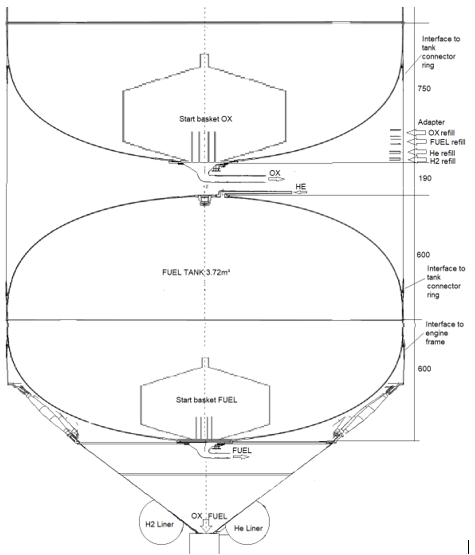 Interface to
tank
connector
ring
750
Start basket OX
Adapter
OX refill
FUEL refill
He refill
H2 refill
OX
190
HE
600
FUEL TANK 3.72m³
Interface to
tank
connector
ring
Interface to
engine
frame
600
Start basket FUEL
FUEL
OX FUEL
H2 Liner
He Liner